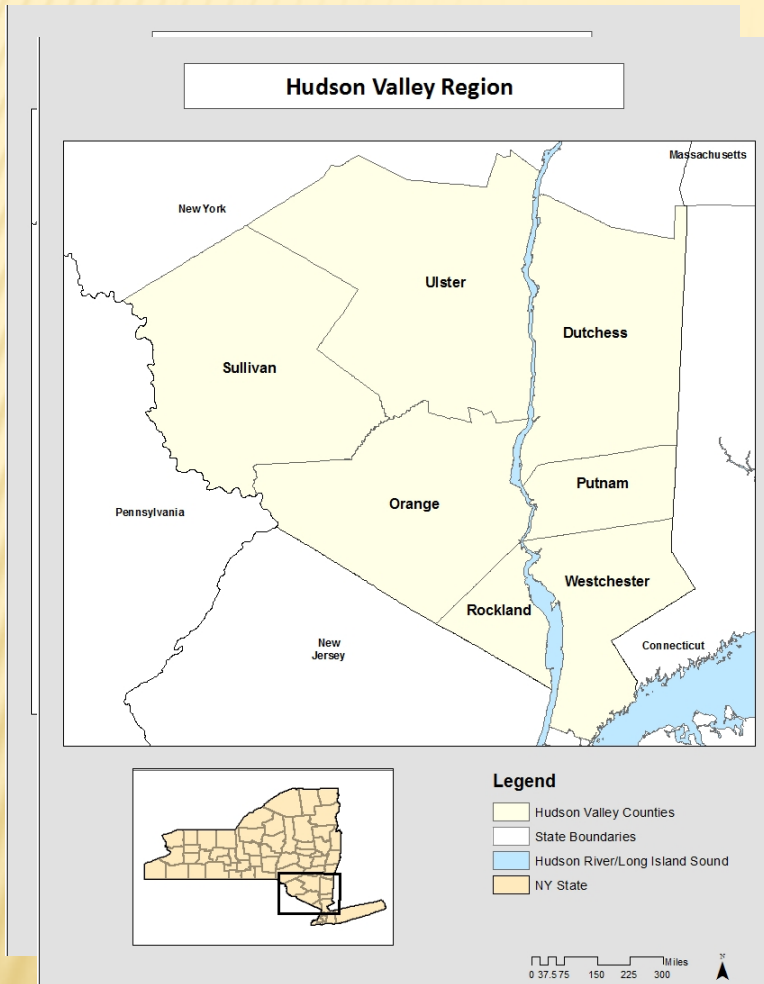 Hudson Valley Region
Massachusetts
New York
Ulster
Dutchess
Sullivan
Putnam
Orange
Pennsylvania
Westchester
Rockland
New
Jersey
Connecticut
Legend
Hudson Valley Counties
State Boundaries
Hudson River/Long Island Sound
NY State
Miles
0 37.5 75 150 225 300
N